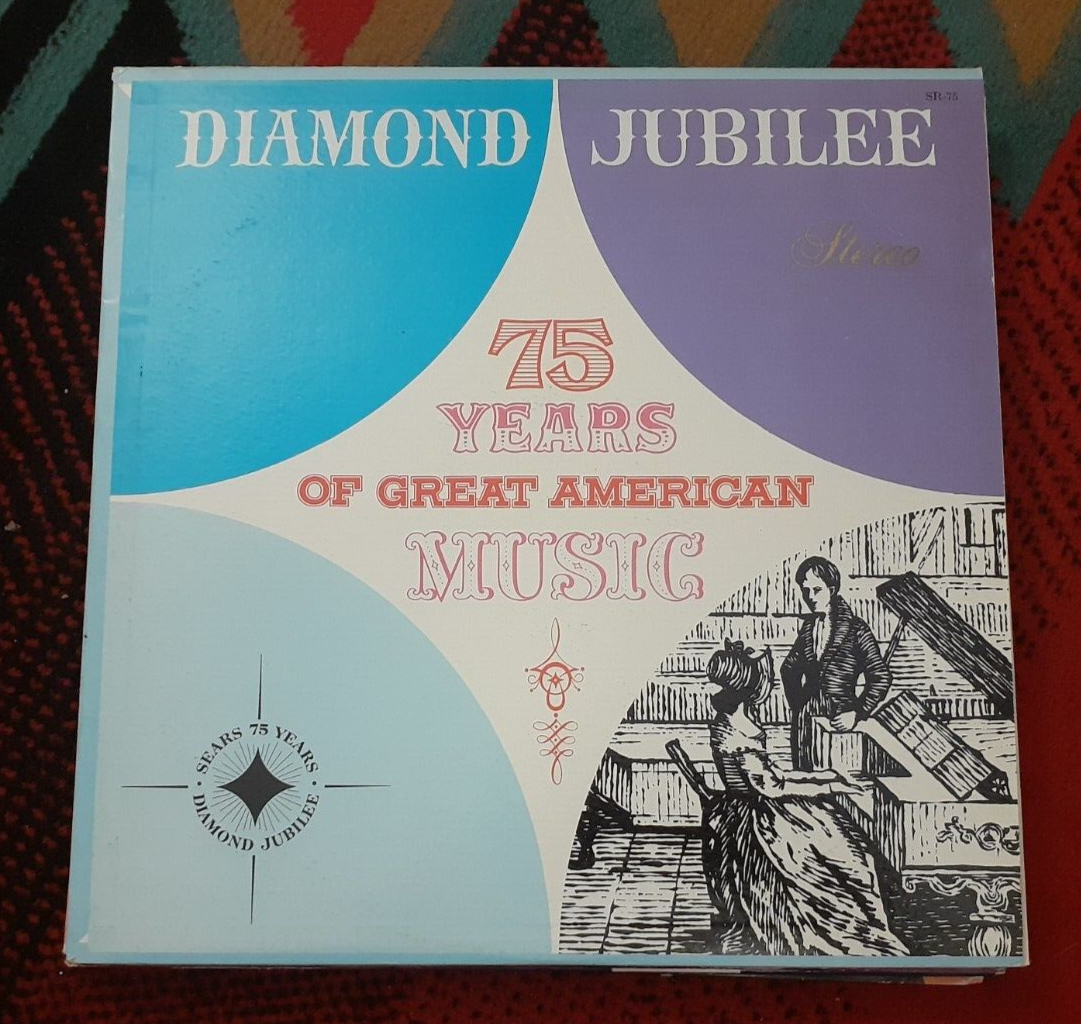 SR-75
DIAMOND JUBILEE
Stereo
75
YEARS
OF GREAT AMERICAN
MUSIC
· SEARS 75 YEARS ·
DIAMOND JUBILEE